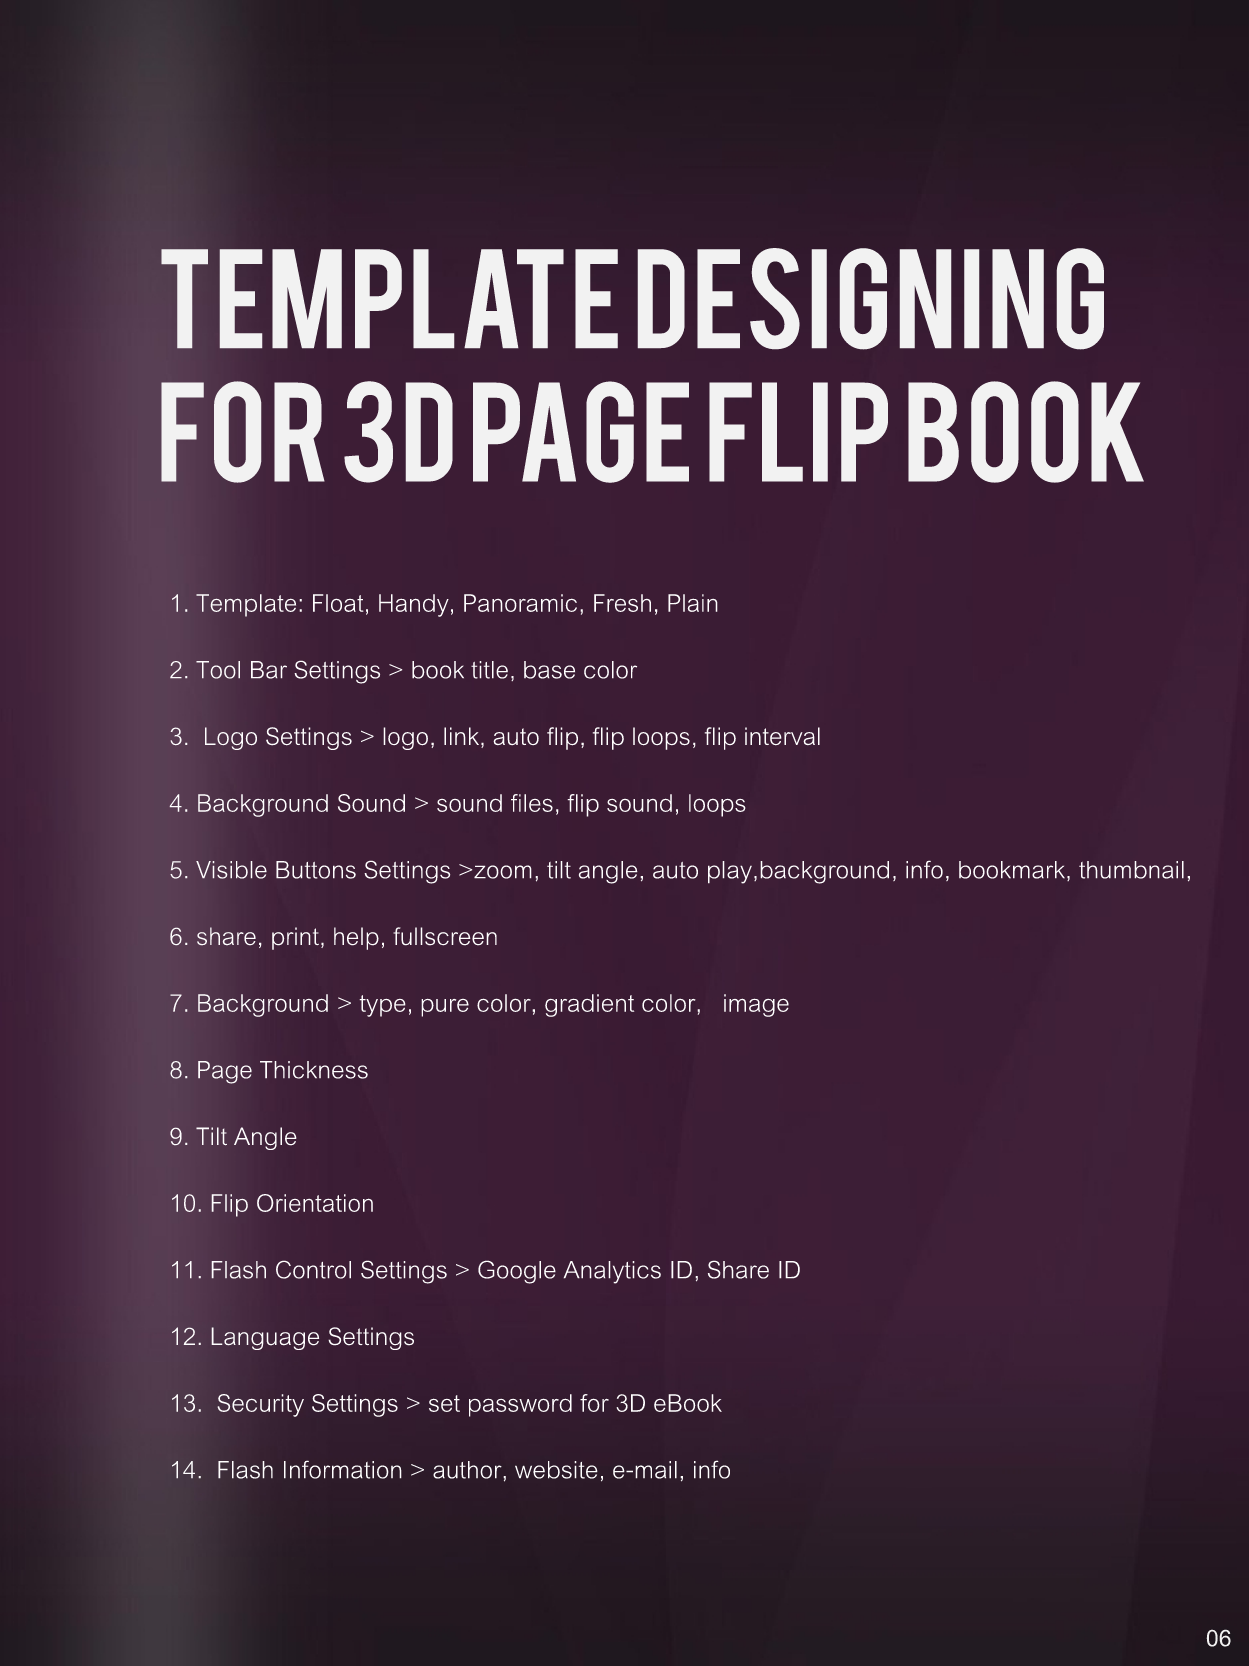 TEMPLATE DESIGNING
FOR 3D PAGE FLIP BOOK
1. Template: Float, Handy, Panoramic, Fresh, Plain
2. Tool Bar Settings > book title, base color
3.  Logo Settings > logo, link, auto flip, flip loops, flip interval
4. Background Sound > sound files, flip sound, loops
5. Visible Buttons Settings >zoom, tilt angle, auto play,background, info, bookmark, thumbnail,
6. share, print, help, fullscreen
7. Background > type, pure color, gradient color,   image
8. Page Thickness
9. Tilt Angle
10. Flip Orientation
11. Flash Control Settings > Google Analytics ID, Share ID
12. Language Settings
13.  Security Settings > set password for 3D eBook
14.  Flash Information > author, website, e-mail, info
06